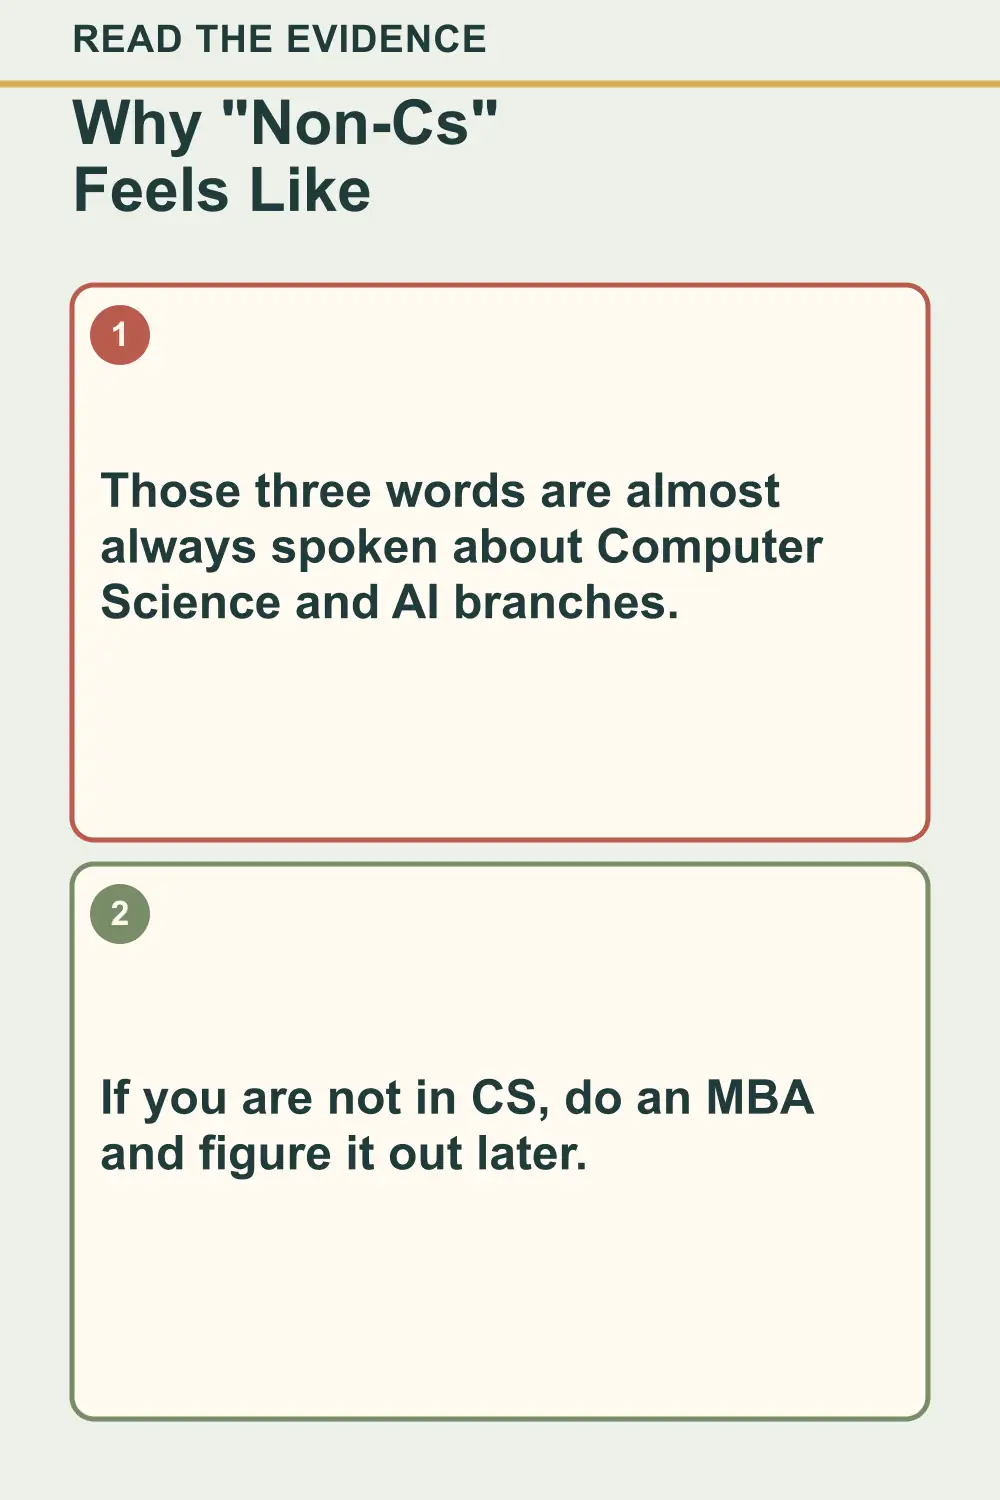 READ THE EVIDENCE
Why "Non-Cs"
Feels Like
1
Those three words are almost
always spoken about Computer
Science and AI branches.
2
If you are not in CS, do an MBA
and figure it out later.